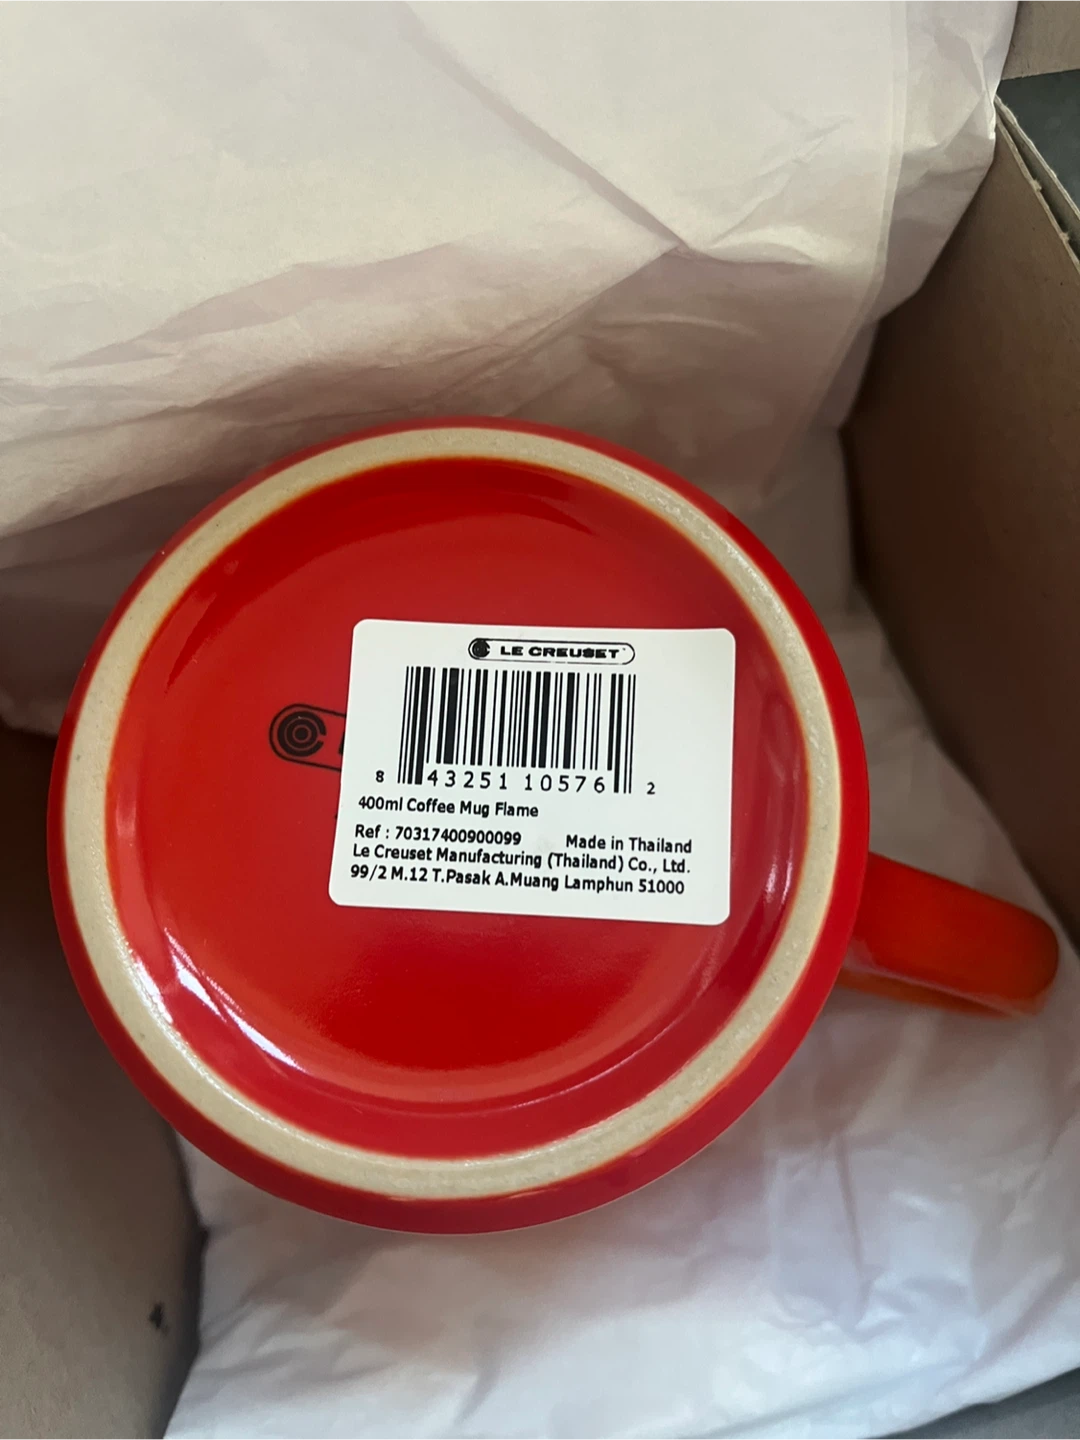 LE CREUSET
8 43251 10576 2
400ml Coffee Mug Flame
Ref : 70317400900099 Made in Thailand
Le Creuset Manufacturing (Thailand) Co., Ltd.
99/2 M.12 T.Pasak A.Muang Lamphun 51000